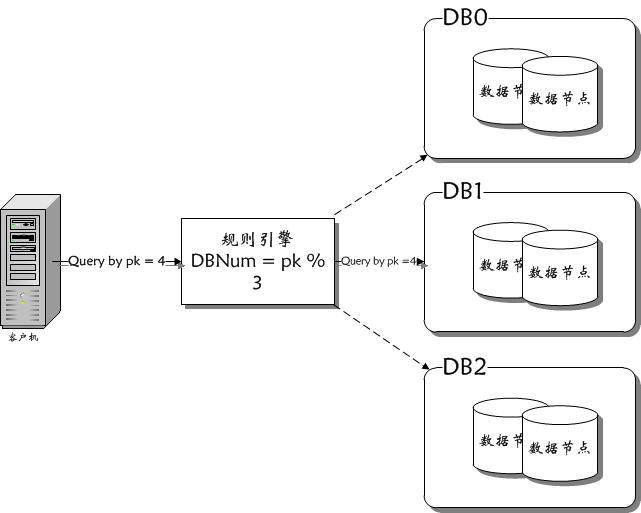 DB0
数据节
数据节点
DB1
Query by pk = 4
规则引擎
DBNum = pk %
3
Query by pk =4
数据节
数据节点
客户机
DB2
数据节
数据节点